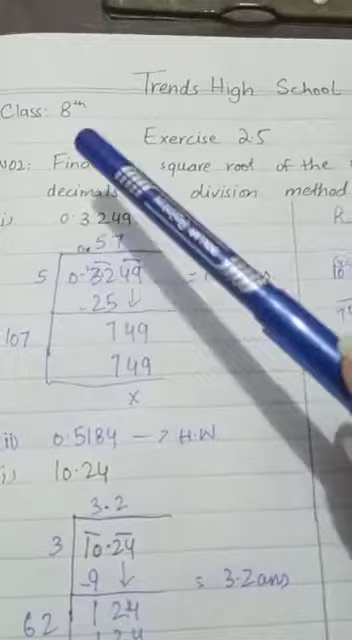 Trends High School
Class: 8th
Exercise 2.5
square root of the
decimals division method
i) 0.3249
0.57
5 0.3249
-25 ↓
107 749
749
x
ii) 0.5184 → H.W
10.24
3.2
3 10.24
-9 ↓ = 3.2 ans
62 124